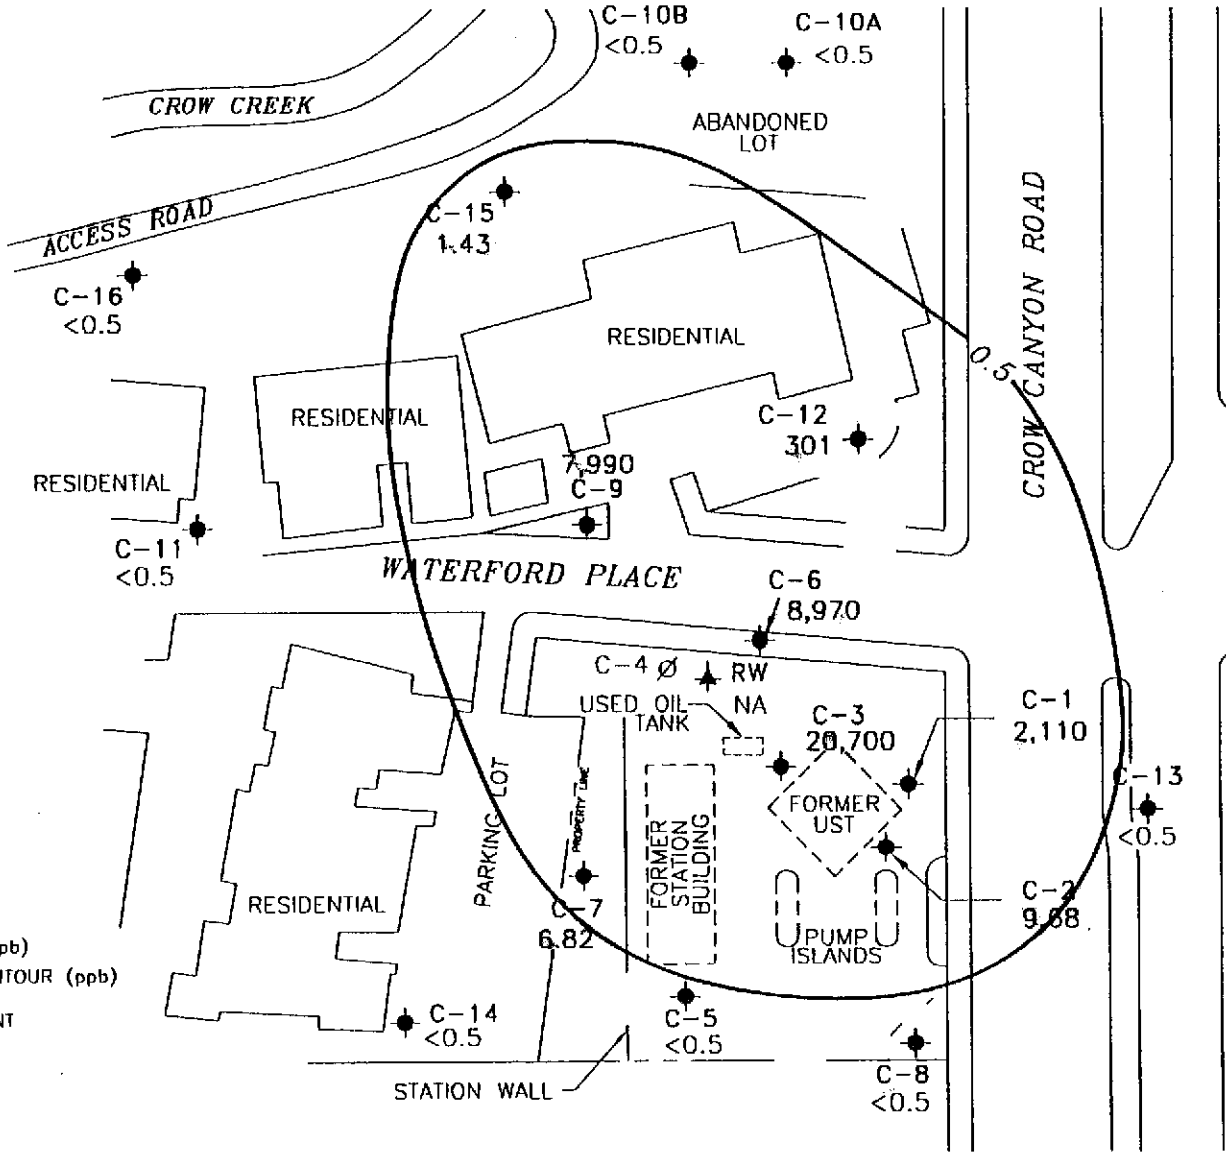 C-10B
<0.5
C-10A
<0.5
CROW CREEK
ABANDONED
LOT
ACCESS ROAD
C-15
1.43
C-16
<0.5
CROW CANYON ROAD
0.5
RESIDENTIAL
RESIDENTIAL
C-12
301
RESIDENTIAL
7,990
C-9
C-11
<0.5
WATERFORD PLACE
C-6
8,970
C-4
RW
NA
USED OIL
TANK
C-3
20,700
C-1
2,110
C-13
<0.5
FORMER
UST
PARKING LOT
PROPERTY LINE
FORMER
STATION
BUILDING
C-2
9.68
RESIDENTIAL
C-7
6.82
PUMP
ISLANDS
(ppb)
C-14
<0.5
C-5
<0.5
C-8
<0.5
STATION WALL